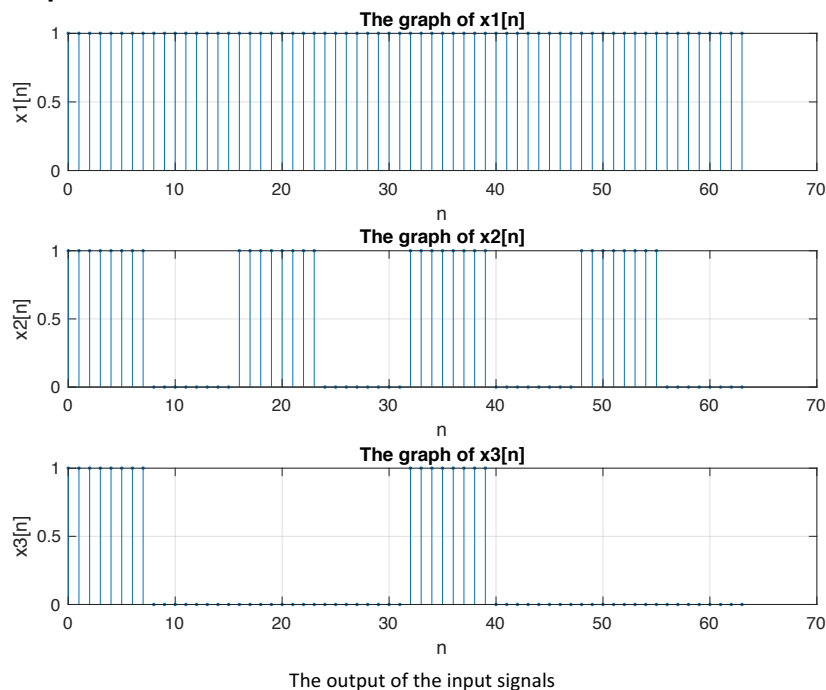 The graph of x1[n]
1
0.5
0
x1[n]
0 10 20 30 40 50 60 70
n
The graph of x2[n]
1
0.5
0
x2[n]
0 10 20 30 40 50 60 70
n
The graph of x3[n]
1
0.5
0
x3[n]
0 10 20 30 40 50 60 70
n
The output of the input signals